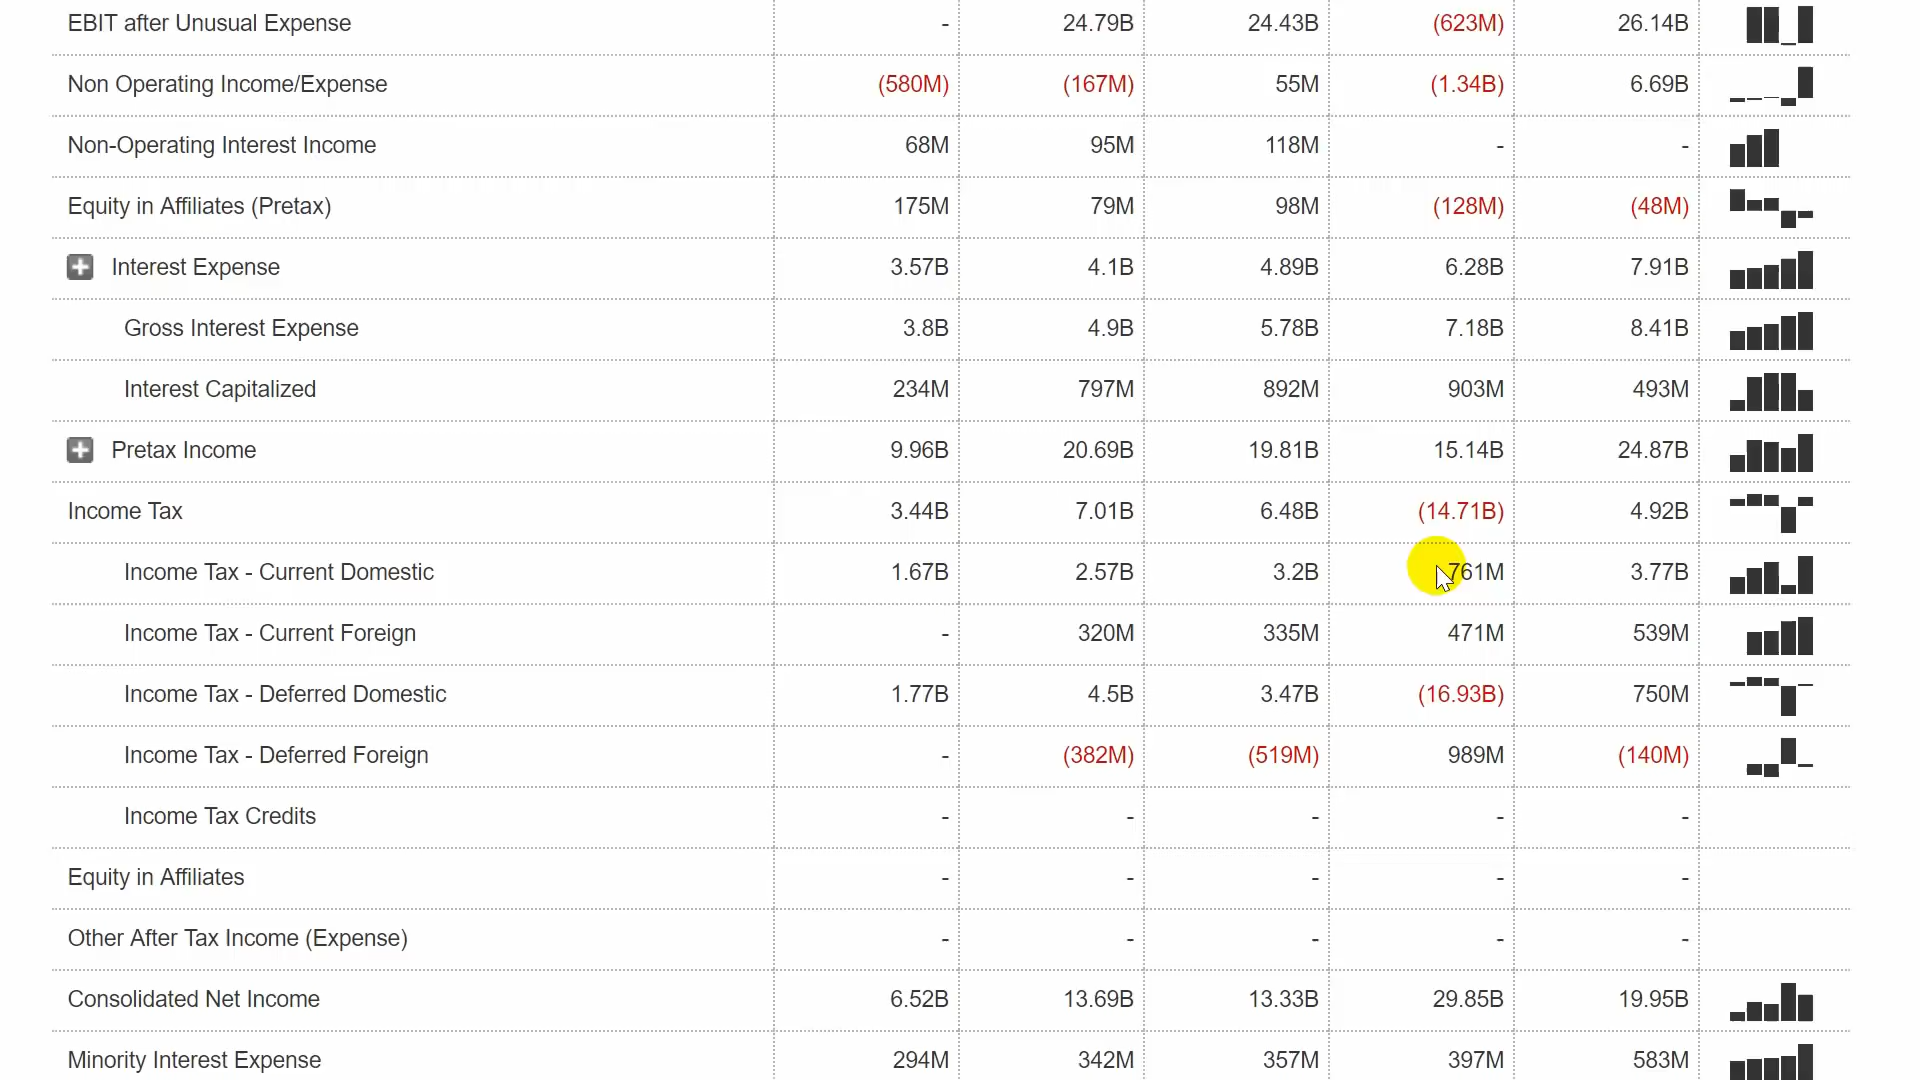 EBIT after Unusual Expense - 24.79B 24.43B (623M) 26.14B
Non Operating Income/Expense (580M) (167M) 55M (1.34B) 6.69B
Non-Operating Interest Income 68M 95M 118M - -
Equity in Affiliates (Pretax) 175M 79M 98M (128M) (48M)
Interest Expense 3.57B 4.1B 4.89B 6.28B 7.91B
Gross Interest Expense 3.8B 4.9B 5.78B 7.18B 8.41B
Interest Capitalized 234M 797M 892M 903M 493M
Pretax Income 9.96B 20.69B 19.81B 15.14B 24.87B
Income Tax 3.44B 7.01B 6.48B (14.71B) 4.92B
Income Tax - Current Domestic 1.67B 2.57B 3.2B 761M 3.77B
Income Tax - Current Foreign - 320M 335M 471M 539M
Income Tax - Deferred Domestic 1.77B 4.5B 3.47B (16.93B) 750M
Income Tax - Deferred Foreign - (382M) (519M) 989M (140M)
Income Tax Credits - - - - -
Equity in Affiliates - - - - -
Other After Tax Income (Expense) - - - - -
Consolidated Net Income 6.52B 13.69B 13.33B 29.85B 19.95B
Minority Interest Expense 294M 342M 357M 397M 583M